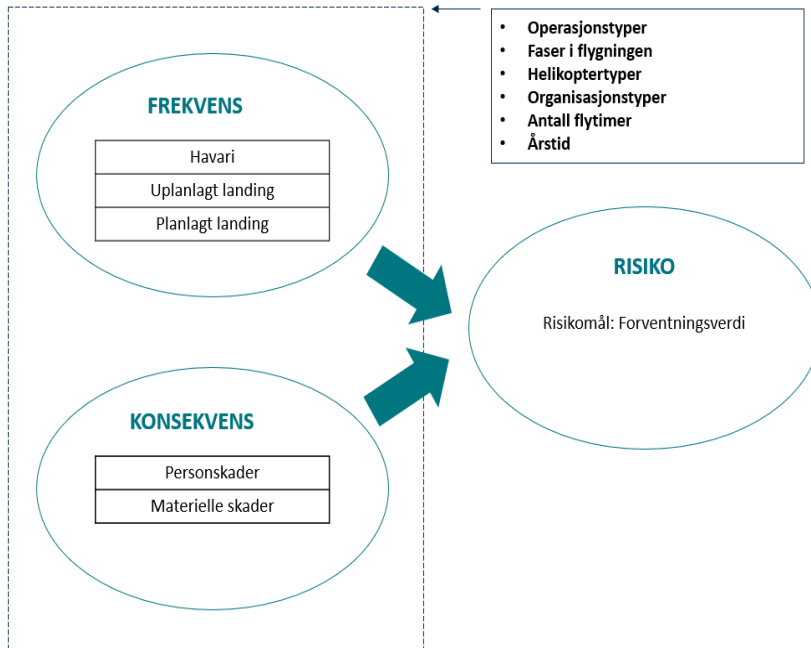 FREKVENS
Havari
Uplanlagt landing
Planlagt landing
KONSEKVENS
Personskader
Materielle skader
• Operasjonstyper
• Faser i flygningen
• Helikoptertyper
• Organisasjonstyper
• Antall flytimer
• Årstid
RISIKO
Risikomål: Forventningsverdi